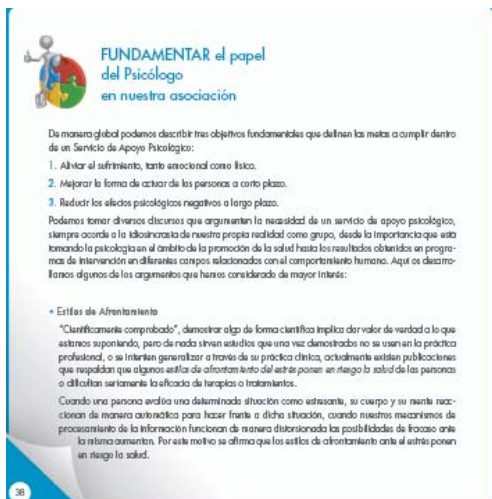 FUNDAMENTAR el papel
del Psicólogo
en nuestra asociación
De manera global podemos describir tres objetivos fundamentales que definen las metas a cumplir dentro
de un Servicio de Apoyo Psicológico:
1. Aliviar el sufrimiento, tanto emocional como físico.
2. Mejorar la forma de actuar de las personas a corto plazo.
3. Reducir los efectos psicológicos negativos a largo plazo.
Podemos tomar diversos discursos que argumenten la necesidad de un servicio de apoyo psicológico,
siempre acorde a la idiosincrasia de nuestra propia realidad como grupo, desde la importancia que está
tomando la psicología en el ámbito de la promoción de la salud hasta los resultados obtenidos en progra-
mas de intervención en diferentes campos relacionados con el comportamiento humano. Aquí os desarro-
llamos algunos de los argumentos que hemos considerado de mayor interés:
• Estilos de Afrontamiento
"Científicamente comprobado", demostrar algo de forma científica implica dar valor de verdad a lo que
estamos suponiendo, pero de nada sirven estudios que una vez demostrados no se usen en la práctica
profesional, o se intenten generalizar a través de su práctica clínica, actualmente existen publicaciones
que respaldan que algunos estilos de afrontamiento del estrés ponen en riesgo la salud de las personas
o dificultan seriamente la eficacia de terapias o tratamientos.
Cuando una persona evalúa una determinada situación como estresante, su cuerpo y su mente reac-
cionan de manera automática para hacer frente a dicha situación, cuando nuestros mecanismos de
procesamiento de la información funcionan de manera distorsionada las posibilidades de fracaso ante
la misma aumentan. Por este motivo se afirma que los estilos de afrontamiento ante el estrés ponen
en riesgo la salud.
38